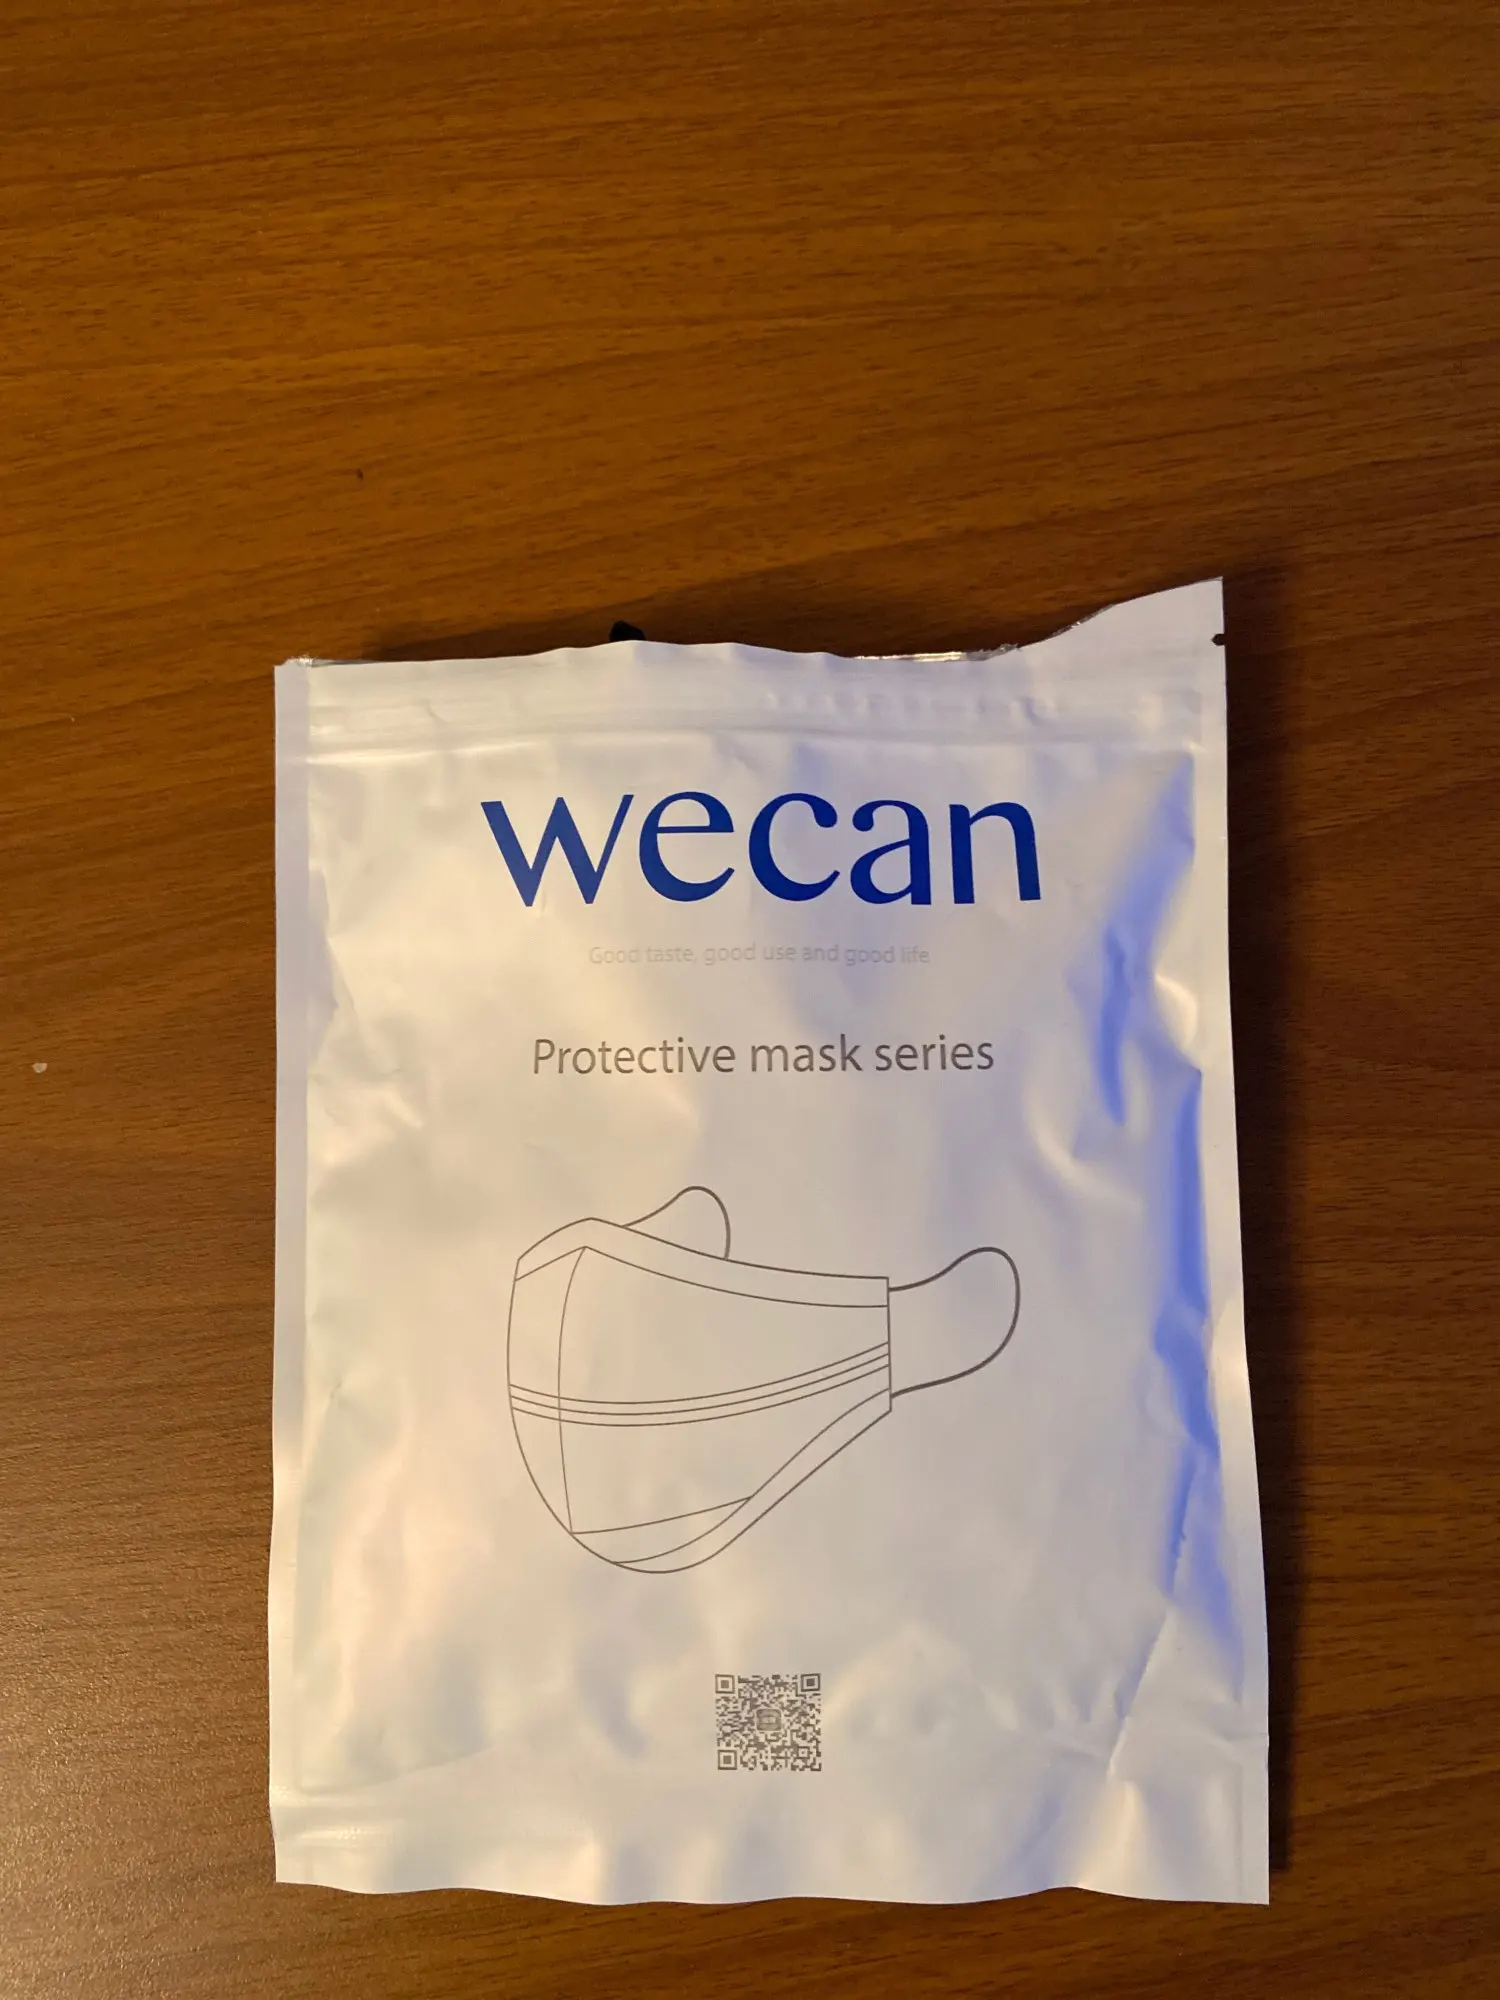 wecan
Good taste, good use and good life
Protective mask series